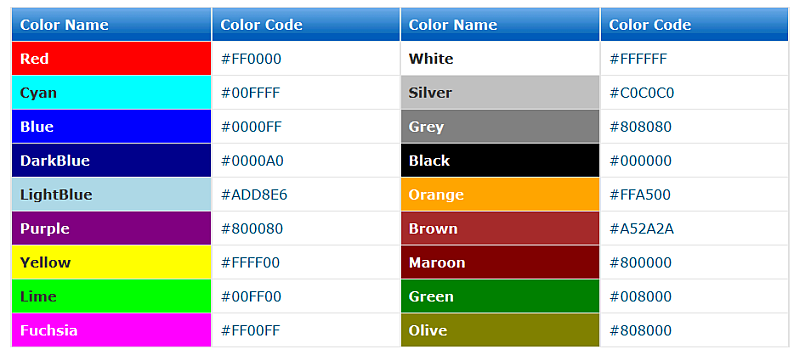 Color Name Color Code Color Name Color Code
Red #FF0000 White #FFFFFF
Cyan #00FFFF Silver #C0C0C0
Blue #0000FF Grey #808080
DarkBlue #0000A0 Black #000000
LightBlue #ADD8E6 Orange #FFA500
Purple #800080 Brown #A52A2A
Yellow #FFFF00 Maroon #800000
Lime #00FF00 Green #008000
Fuchsia #FF00FF Olive #808000